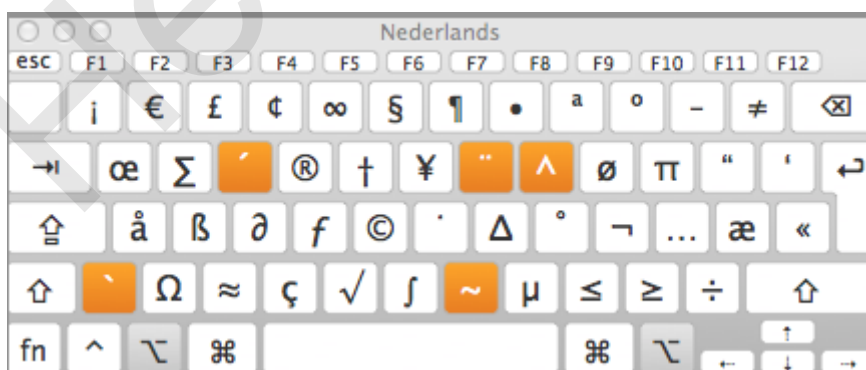 Nederlands
esc F1 F2 F3 F4 F5 F6 F7 F8 F9 F10 F11 F12
¡ € £ ¢ ∞ § ¶ • ª º – ≠ ⌫
⇥ œ ∑ ´ ® † ¥ ¨ ^ ø π “ ‘ ↩
⇪ å ß ∂ ƒ © ˙ ∆ ° ¬ … æ «
⇧ ` Ω ≈ ç √ ∫ ~ µ ≤ ≥ ÷ ⇧
fn ^ ⌥ ⌘ ⌘ ⌥ ← ↑ ↓ →